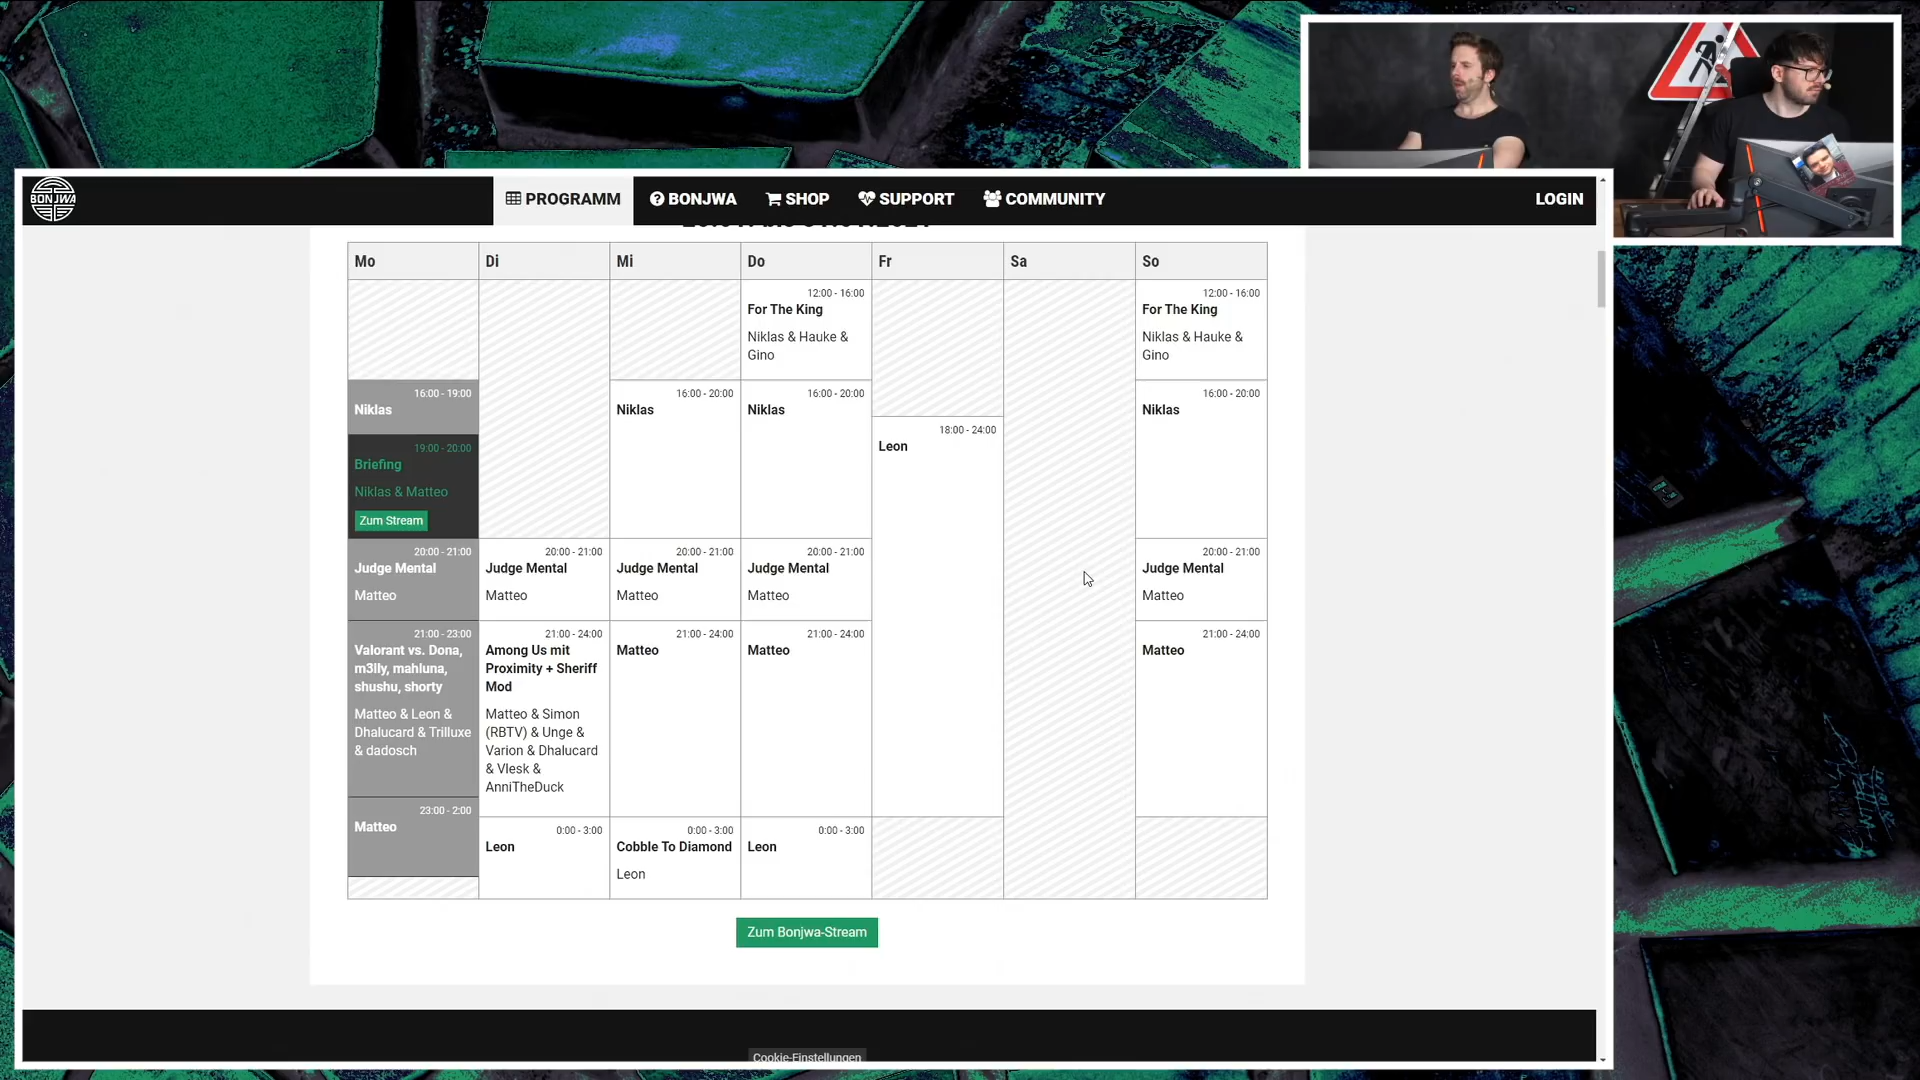 BONJWA
PROGRAMM
BONJWA
SHOP
SUPPORT
COMMUNITY
LOGIN
Mo
Di
Mi
Do
Fr
Sa
So
12:00 - 16:00
For The King
Niklas & Hauke &
Gino
12:00 - 16:00
For The King
Niklas & Hauke &
Gino
16:00 - 19:00
Niklas
16:00 - 20:00
Niklas
16:00 - 20:00
Niklas
16:00 - 20:00
Niklas
18:00 - 24:00
Leon
19:00 - 20:00
Briefing
Niklas & Matteo
Zum Stream
20:00 - 21:00
Judge Mental
Matteo
20:00 - 21:00
Judge Mental
Matteo
20:00 - 21:00
Judge Mental
Matteo
20:00 - 21:00
Judge Mental
Matteo
20:00 - 21:00
Judge Mental
Matteo
21:00 - 23:00
Valorant vs. Dona,
m3lly, mahluna,
shushu, shorty
Matteo & Leon &
Dhalucard & Trilluxe
& dadosch
21:00 - 24:00
Among Us mit
Proximity + Sheriff
Mod
Matteo & Simon
(RBTV) & Unge &
Varion & Dhalucard
& Vlesk &
AnniTheDuck
21:00 - 24:00
Matteo
21:00 - 24:00
Matteo
21:00 - 24:00
Matteo
23:00 - 2:00
Matteo
0:00 - 3:00
Leon
0:00 - 3:00
Cobble To Diamond
Leon
0:00 - 3:00
Leon
Zum Bonjwa-Stream
Cookie-Einstellungen